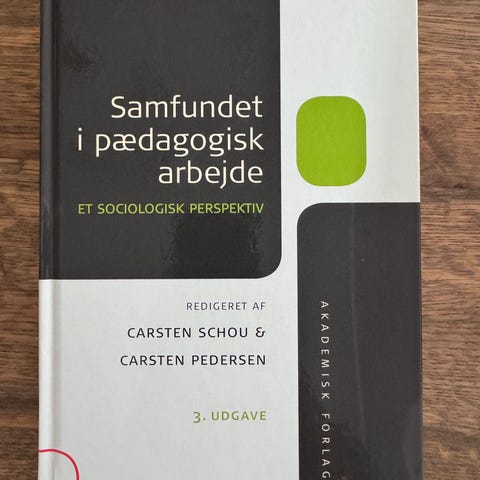 Samfundet
i pædagogisk
arbejde
ET SOCIOLOGISK PERSPEKTIV
REDIGERET AF
CARSTEN SCHOU &
CARSTEN PEDERSEN
3. UDGAVE
AKADEMISK FORLAG